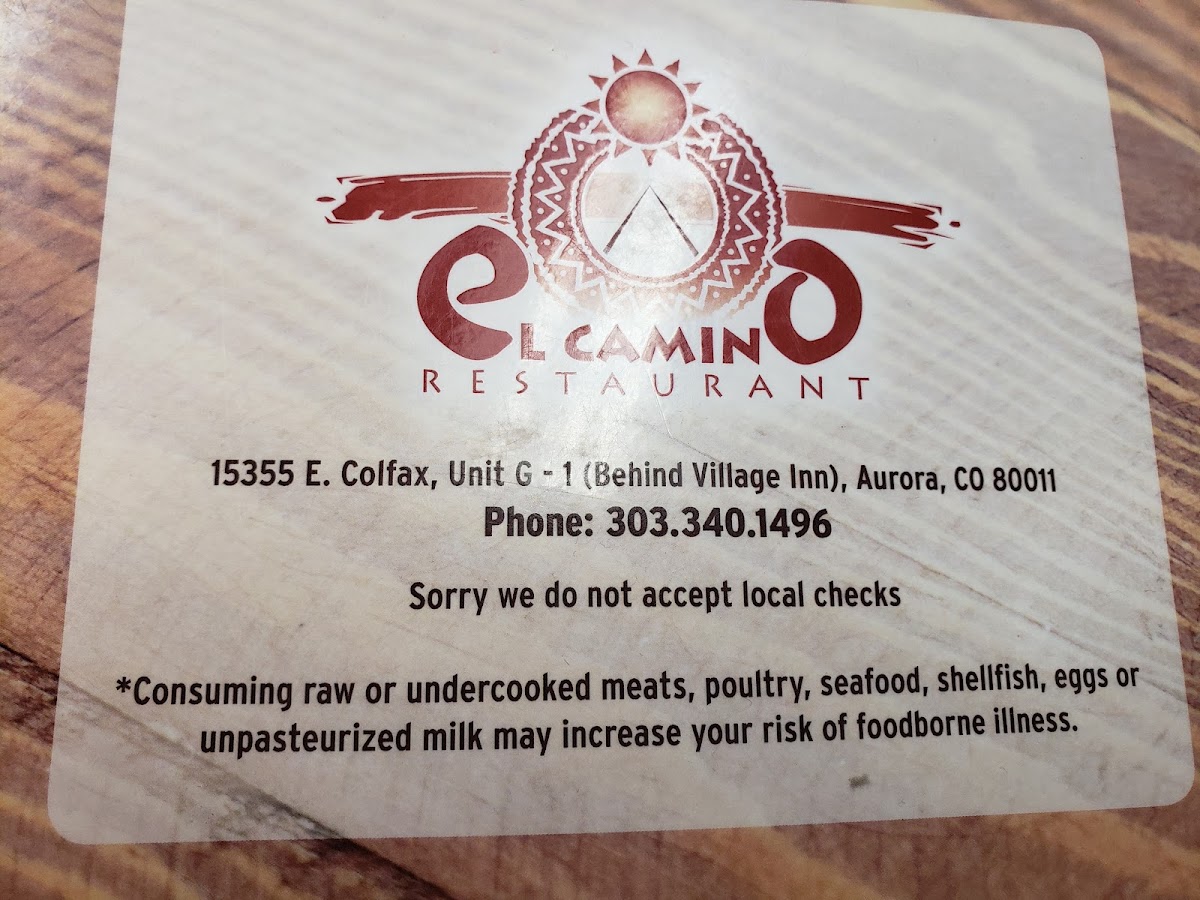 EL CAMINO
RESTAURANT
15355 E. Colfax, Unit G - 1 (Behind Village Inn), Aurora, CO 80011
Phone: 303.340.1496
Sorry we do not accept local checks
*Consuming raw or undercooked meats, poultry, seafood, shellfish, eggs or
unpasteurized milk may increase your risk of foodborne illness.